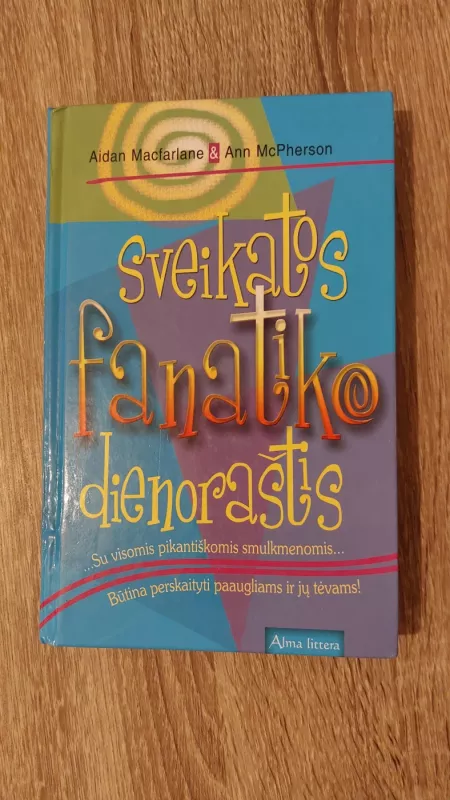 Aidan Macfarlane & Ann McPherson
sveikatos
fanatiko
dienoraštis
...Su visomis pikantiškomis smulkmenomis...
Būtina perskaityti paaugliams ir jų tėvams!
Alma littera